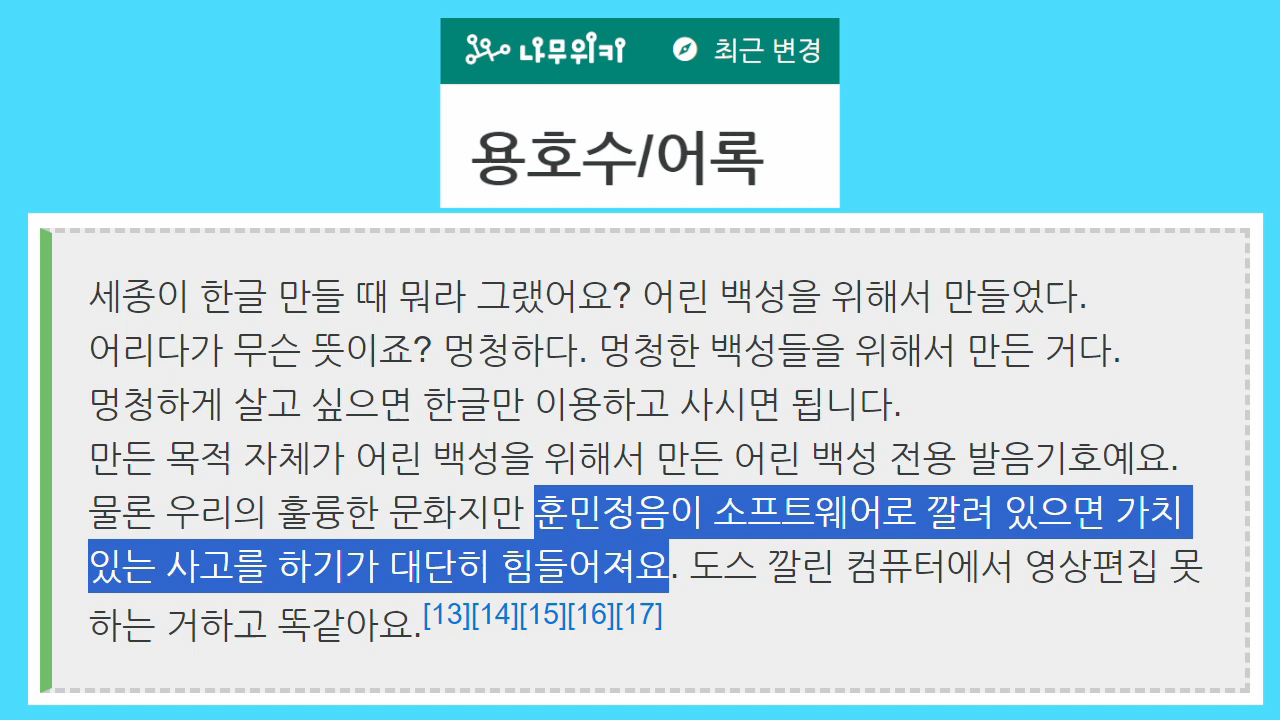 나무위키 최근 변경
용호수/어록
세종이 한글 만들 때 뭐라 그랬어요? 어린 백성을 위해서 만들었다.
어리다가 무슨 뜻이죠? 멍청하다. 멍청한 백성들을 위해서 만든 거다.
멍청하게 살고 싶으면 한글만 이용하고 사시면 됩니다.
만든 목적 자체가 어린 백성을 위해서 만든 어린 백성 전용 발음기호예요.
물론 우리의 훌륭한 문화지만 훈민정음이 소프트웨어로 깔려 있으면 가치
있는 사고를 하기가 대단히 힘들어져요. 도스 깔린 컴퓨터에서 영상편집 못
하는 거하고 똑같아요.[13][14][15][16][17]